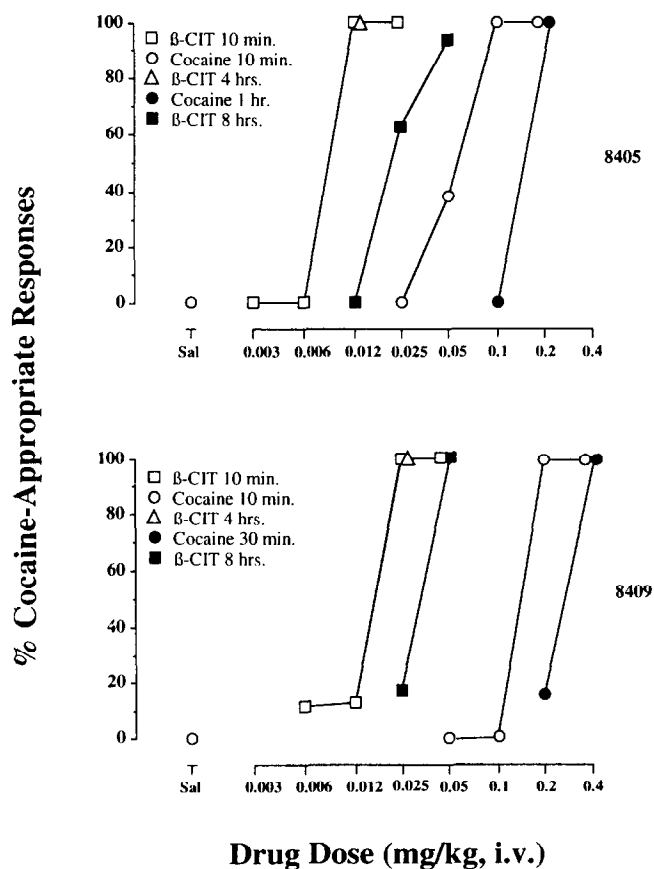 % Cocaine-Appropriate Responses
100
80
60
40
20
0
ß-CIT 10 min.
Cocaine 10 min.
ß-CIT 4 hrs.
Cocaine 1 hr.
ß-CIT 8 hrs.
8405
Sal 0.003 0.006 0.012 0.025 0.05 0.1 0.2 0.4
100
80
60
40
20
0
ß-CIT 10 min.
Cocaine 10 min.
ß-CIT 4 hrs.
Cocaine 30 min.
ß-CIT 8 hrs.
8409
Sal 0.003 0.006 0.012 0.025 0.05 0.1 0.2 0.4
Drug Dose (mg/kg, i.v.)